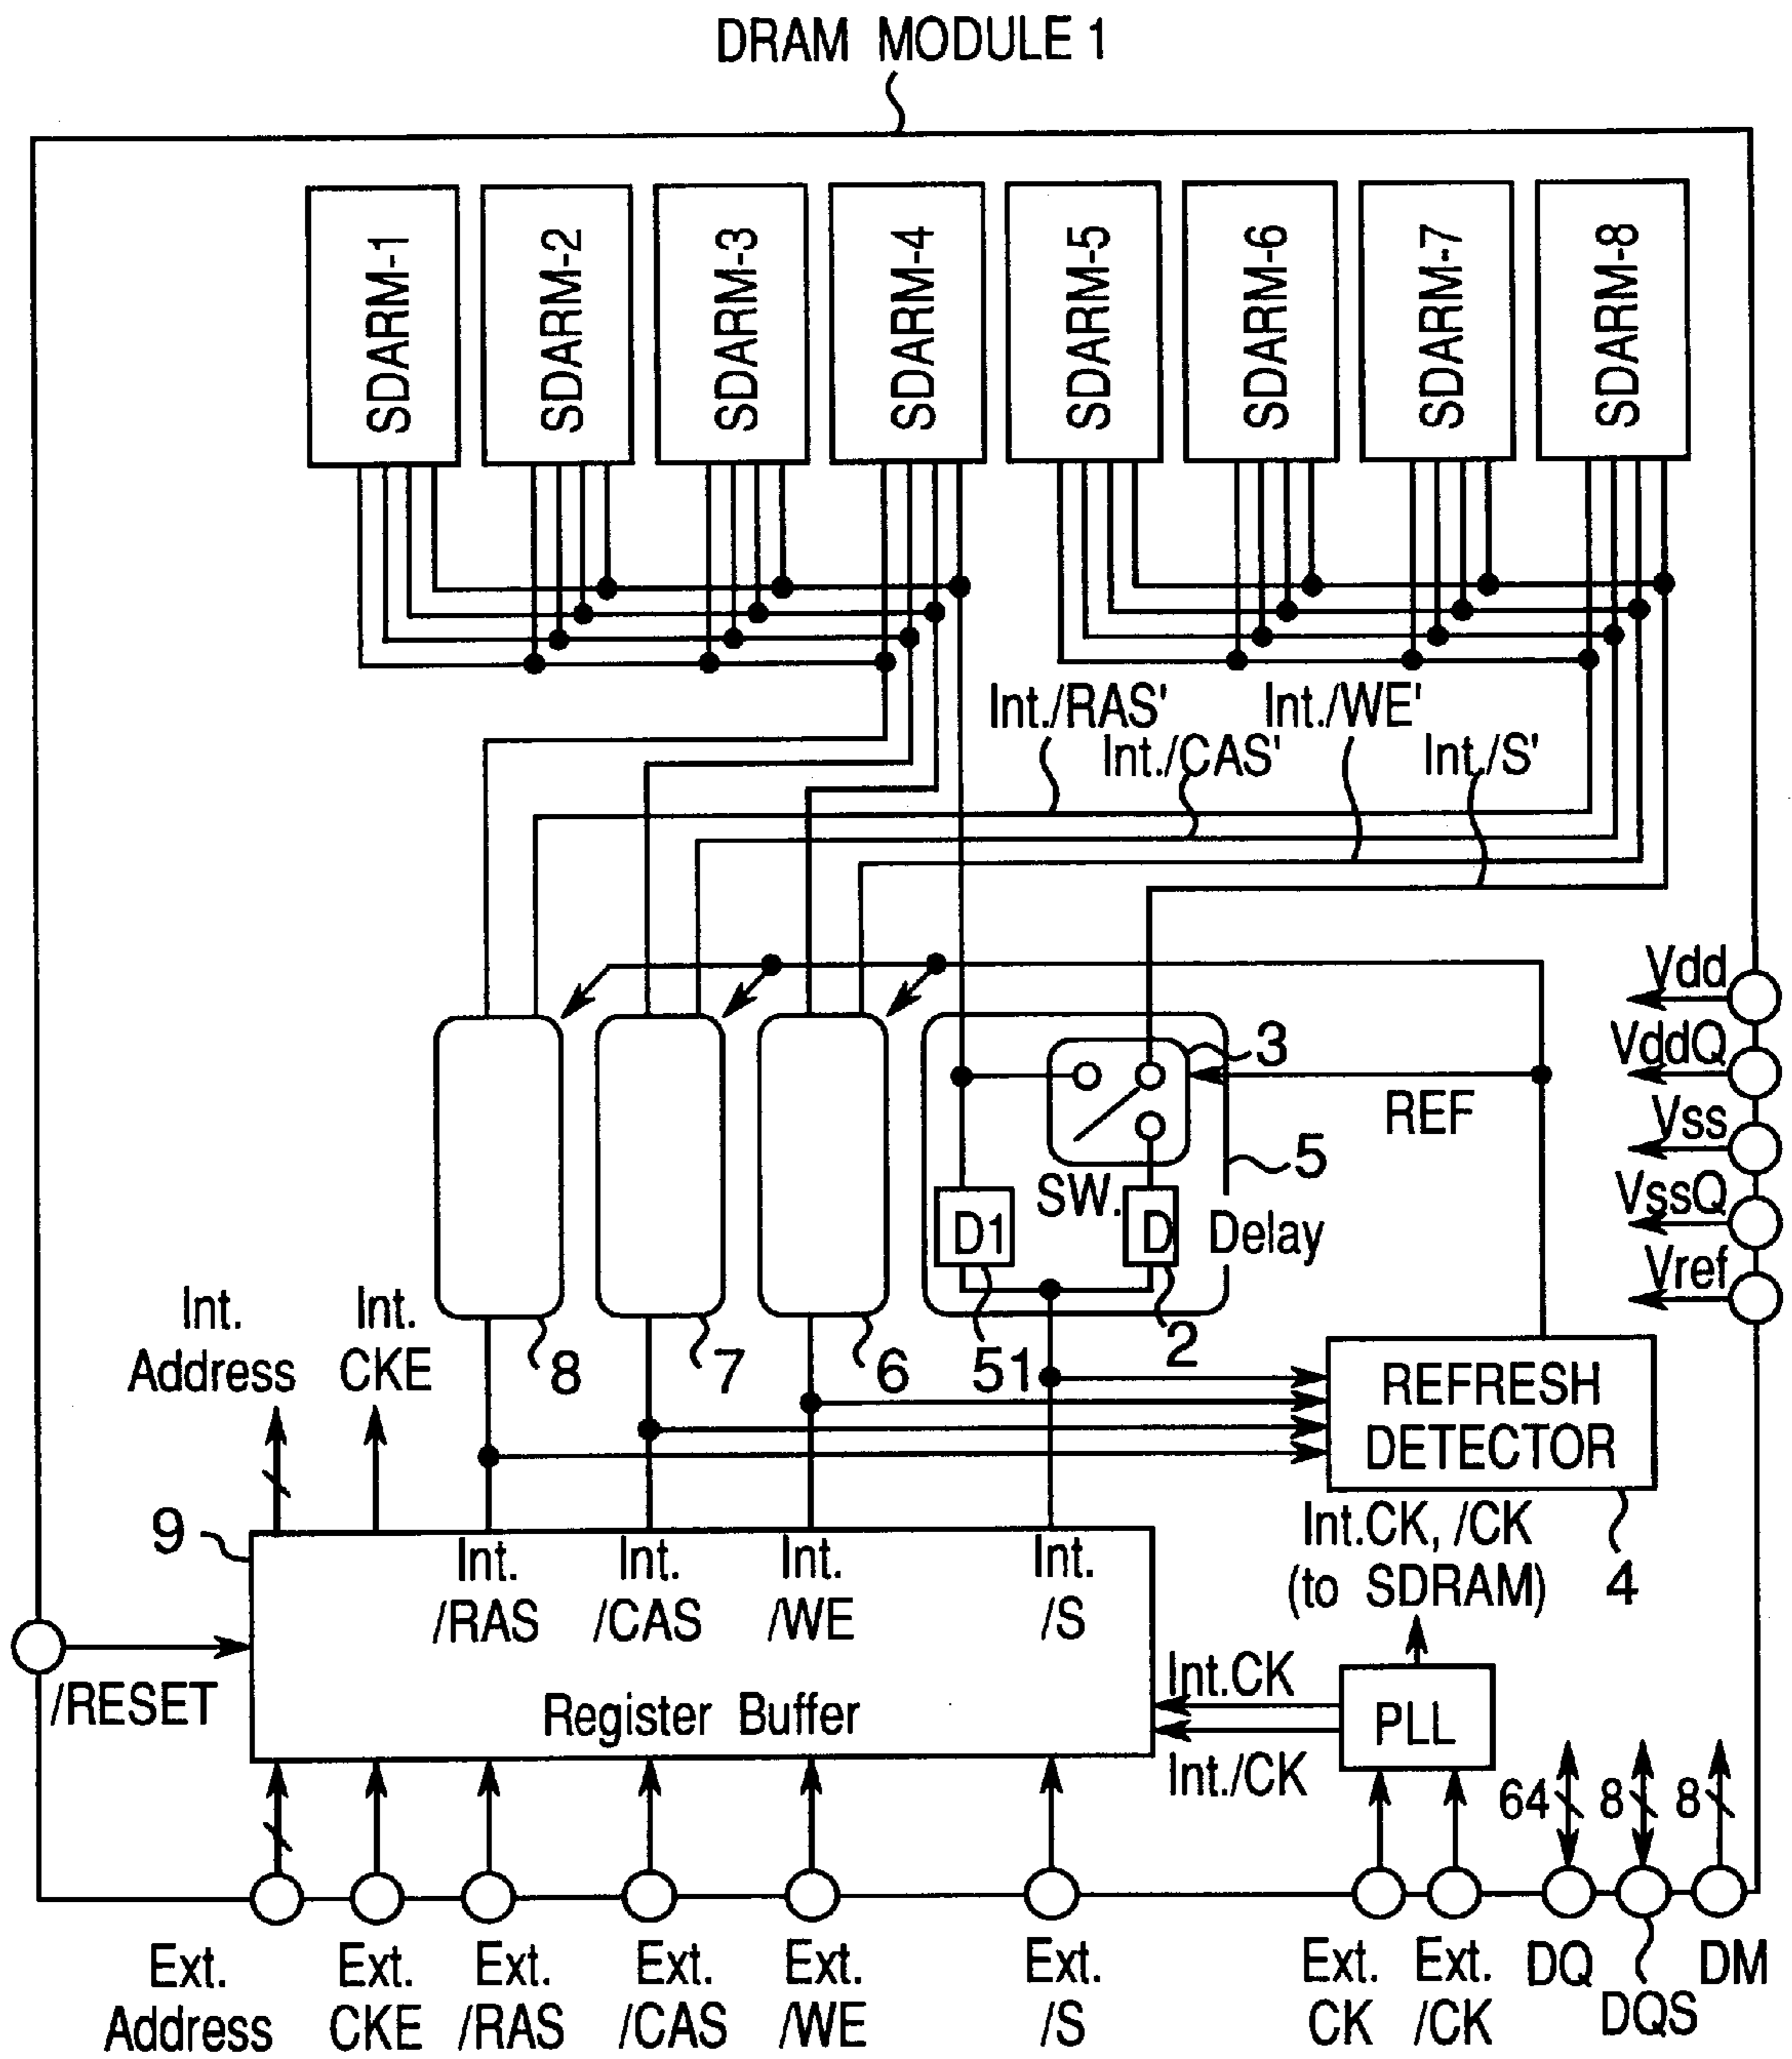 DRAM MODULE 1
SDARM-1
SDARM-2
SDARM-3
SDARM-4
SDARM-5
SDARM-6
SDARM-7
SDARM-8
Int./RAS'
Int./WE'
Int./CAS'
Int./S'
Vdd
VddQ
Vss
VssQ
Vref
3
REF
5
SW.
D1
D
Delay
Int.
Address
Int.
CKE
8
7
6
51
2
REFRESH
DETECTOR
4
9
Int.
/RAS
Int.
/CAS
Int.
/WE
Int.
/S
Int.CK, /CK
(to SDRAM)
/RESET
Register Buffer
Int.CK
Int./CK
PLL
64
8
8
Ext.
Address
Ext.
CKE
Ext.
/RAS
Ext.
/CAS
Ext.
/WE
Ext.
/S
Ext.
CK
Ext.
/CK
DQ
DQS
DM